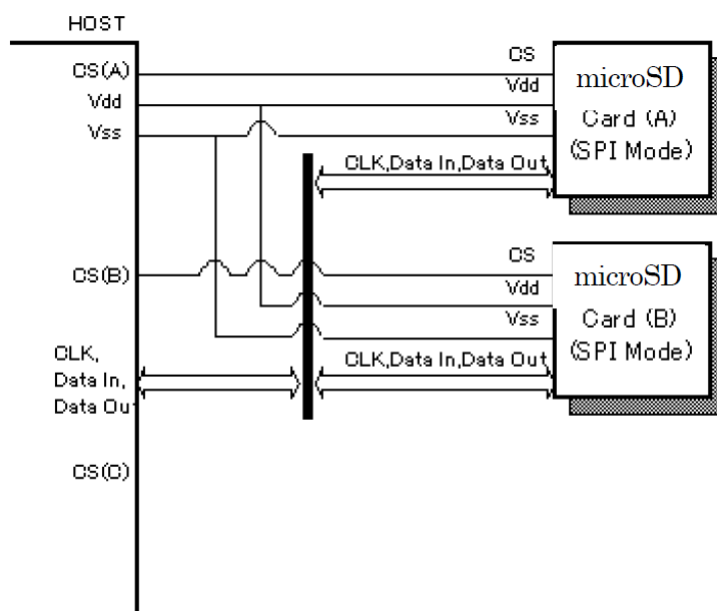 HOST
CS(A)
Vdd
Vss
CS
Vdd
Vss
CLK,Data In,Data Out
microSD
Card (A)
(SPI Mode)
CS(B)
CS
Vdd
Vss
CLK,Data In,Data Out
microSD
Card (B)
(SPI Mode)
CLK,
Data In,
Data Out
CS(C)